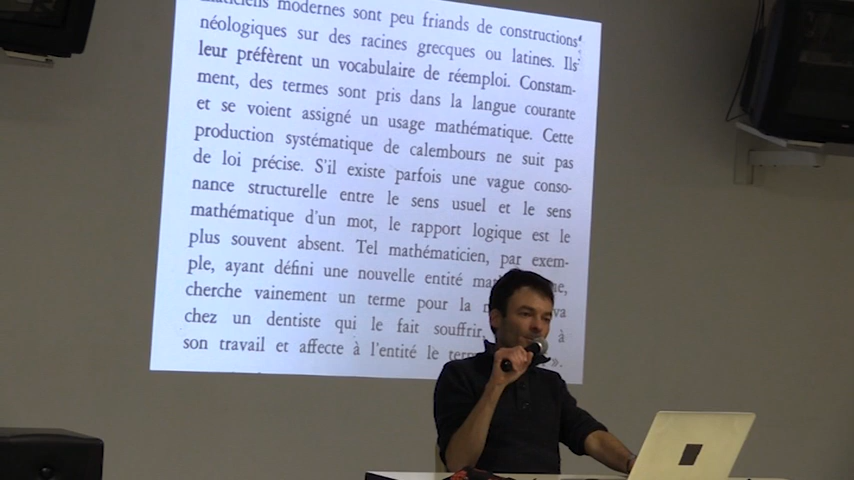 modernes sont peu friands de constructions
néologiques sur des racines grecques ou latines. Ils
leur préfèrent un vocabulaire de réemploi. Constam-
ment, des termes sont pris dans la langue courante
et se voient assigné un usage mathématique. Cette
production systématique de calembours ne suit pas
de loi précise. S'il existe parfois une vague conso-
nance structurelle entre le sens usuel et le sens
mathématique d'un mot, le rapport logique est le
plus souvent absent. Tel mathématicien, par exem-
ple, ayant défini une nouvelle entité
cherche vainement un terme pour la va
chez un dentiste qui le fait souffrir, à
son travail et affecte à l'entité le ».